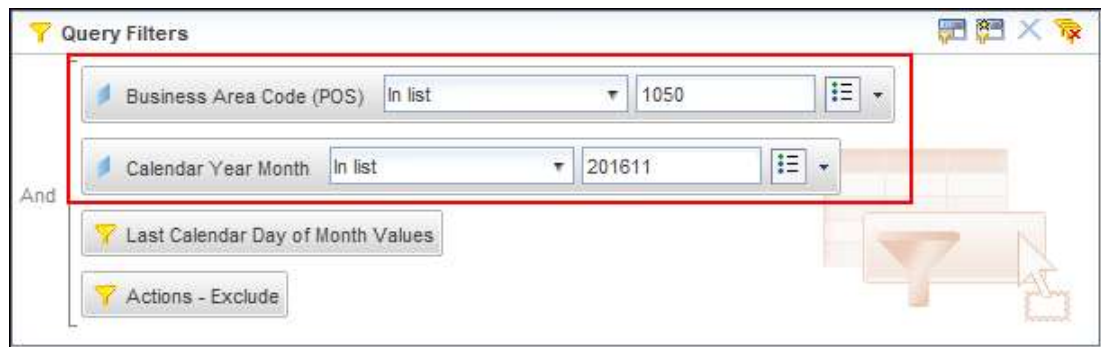 Query Filters
Business Area Code (POS) In list 1050
Calendar Year Month In list 201611
And
Last Calendar Day of Month Values
Actions - Exclude